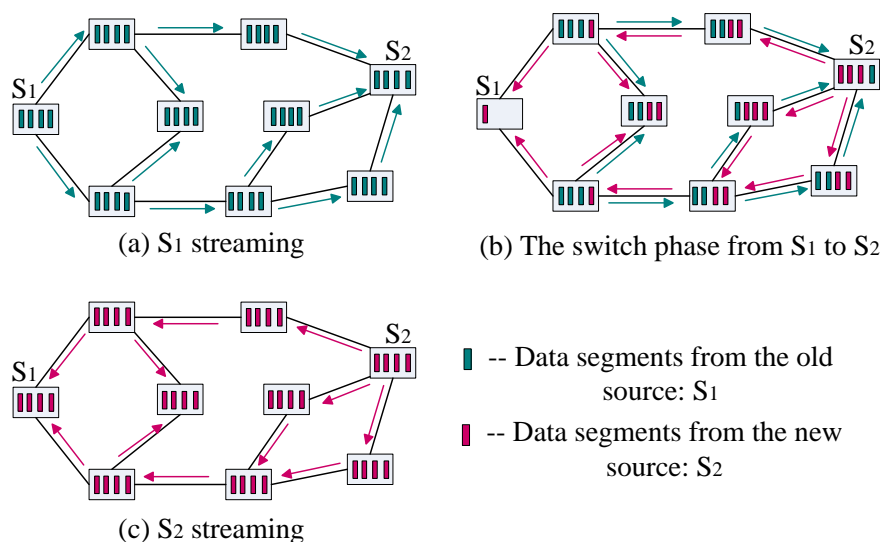 S1
S2
(a) S1 streaming
S1
S2
(b) The switch phase from S1 to S2
S1
S2
(c) S2 streaming
-- Data segments from the old
source: S1
-- Data segments from the new
source: S2